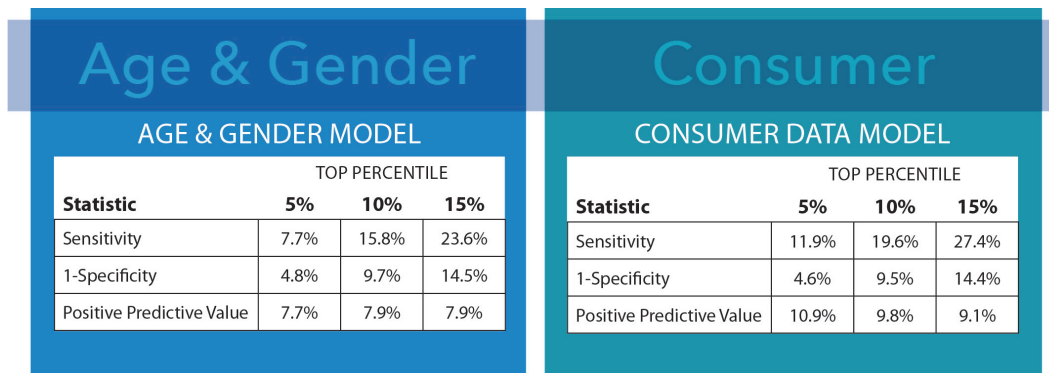 Age & Gender
AGE & GENDER MODEL
TOP PERCENTILE
Statistic 5% 10% 15%
Sensitivity 7.7% 15.8% 23.6%
1-Specificity 4.8% 9.7% 14.5%
Positive Predictive Value 7.7% 7.9% 7.9%
Consumer
CONSUMER DATA MODEL
TOP PERCENTILE
Statistic 5% 10% 15%
Sensitivity 11.9% 19.6% 27.4%
1-Specificity 4.6% 9.5% 14.4%
Positive Predictive Value 10.9% 9.8% 9.1%